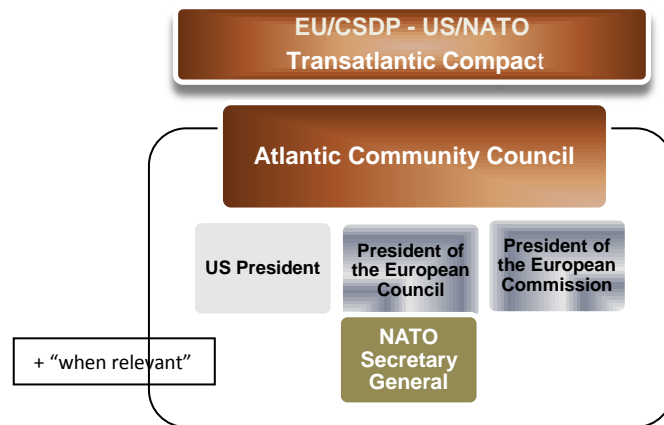 EU/CSDP - US/NATO
Transatlantic Compact
Atlantic Community Council
US President
President of
the European
Council
President of
the European
Commission
+ “when relevant”
NATO
Secretary
General